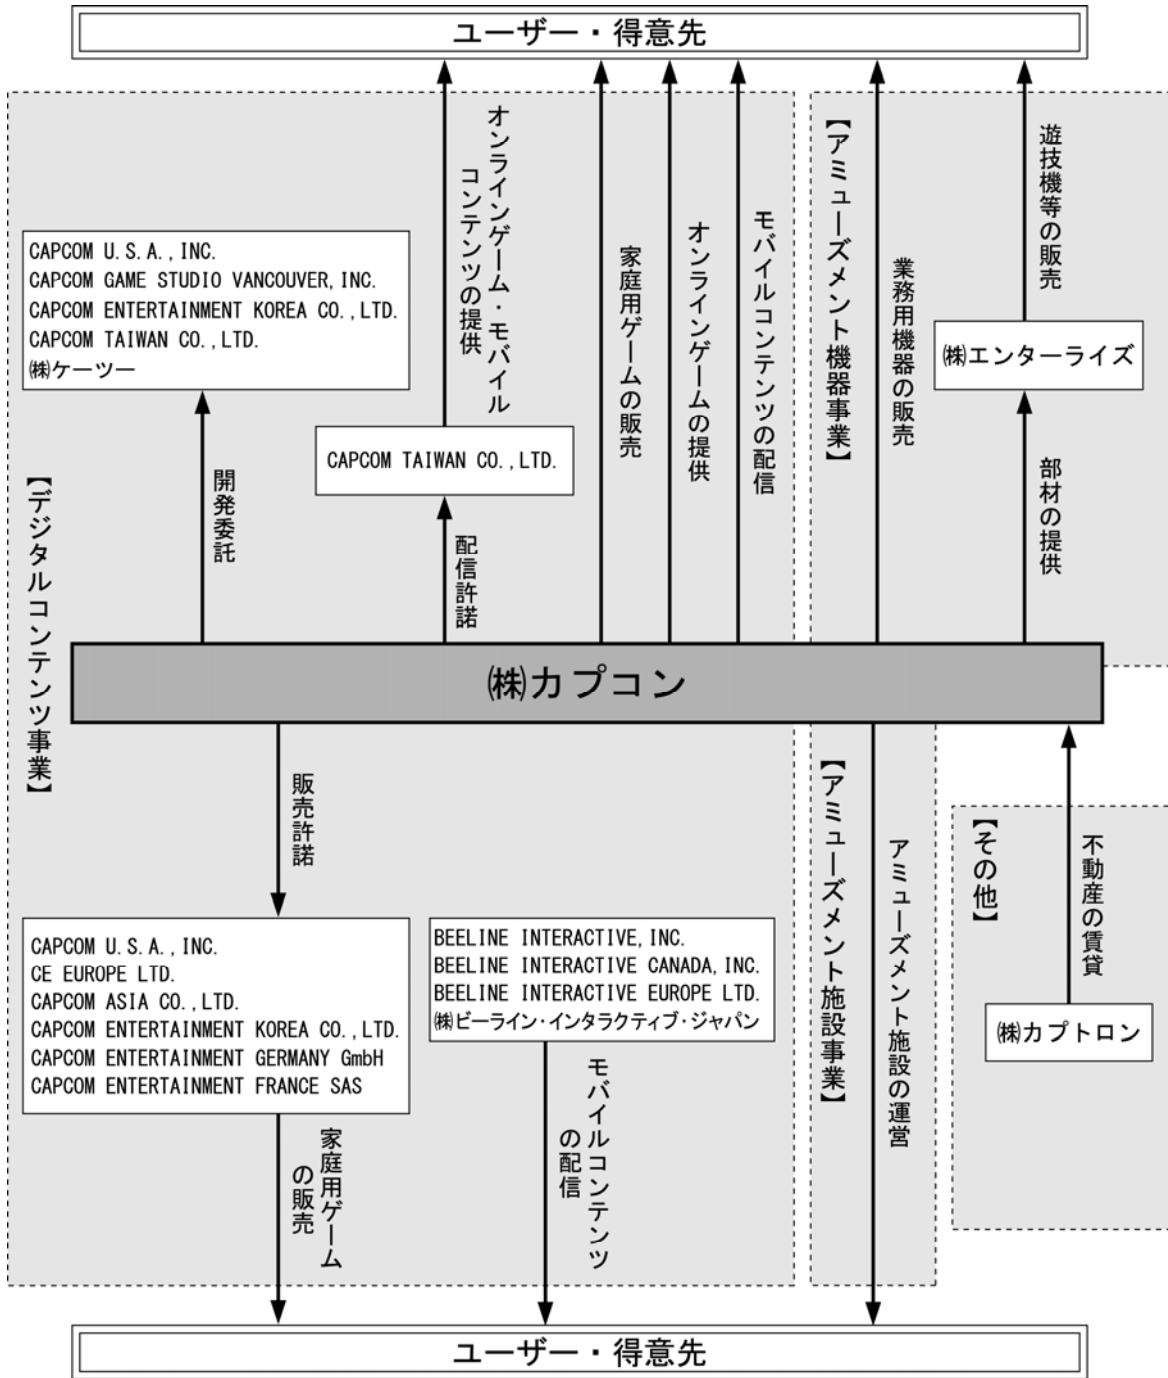 ユーザー・得意先
オンラインゲーム・モバイル
コンテンツの提供
家庭用ゲームの販売
オンラインゲームの提供
モバイルコンテンツの配信
【アミューズメント機器事業】
業務用機器の販売
遊技機等の販売
CAPCOM U.S.A.,INC.
CAPCOM GAME STUDIO VANCOUVER,INC.
CAPCOM ENTERTAINMENT KOREA CO.,LTD.
CAPCOM TAIWAN CO.,LTD.
㈱ケーツー
㈱エンターライズ
CAPCOM TAIWAN CO.,LTD.
【デジタルコンテンツ事業】
開発委託
配信許諾
部材の提供
㈱カプコン
販売許諾
【アミューズメント施設事業】
アミューズメント施設の運営
【その他】
不動産の賃貸
CAPCOM U.S.A.,INC.
CE EUROPE LTD.
CAPCOM ASIA CO.,LTD.
CAPCOM ENTERTAINMENT KOREA CO.,LTD.
CAPCOM ENTERTAINMENT GERMANY GmbH
CAPCOM ENTERTAINMENT FRANCE SAS
BEELINE INTERACTIVE,INC.
BEELINE INTERACTIVE CANADA,INC.
BEELINE INTERACTIVE EUROPE LTD.
㈱ビーライン・インタラクティブ・ジャパン
㈱カプトロン
家庭用ゲーム
の販売
モバイルコンテンツ
の配信
ユーザー・得意先